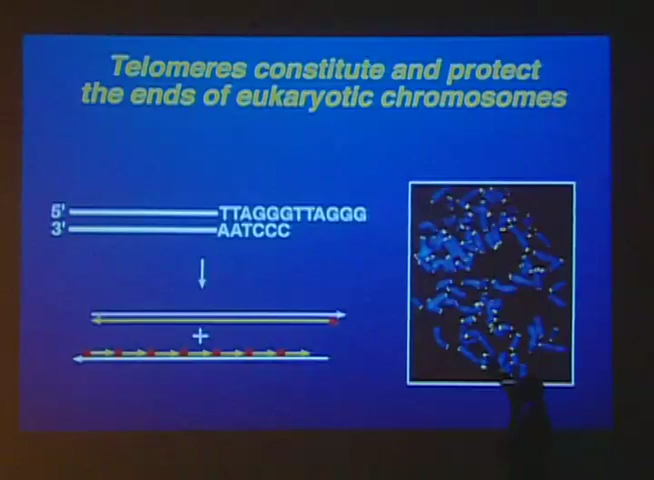 Telomeres constitute and protect
the ends of eukaryotic chromosomes
5' TTAGGGTTAGGG
3' AATCCC
+